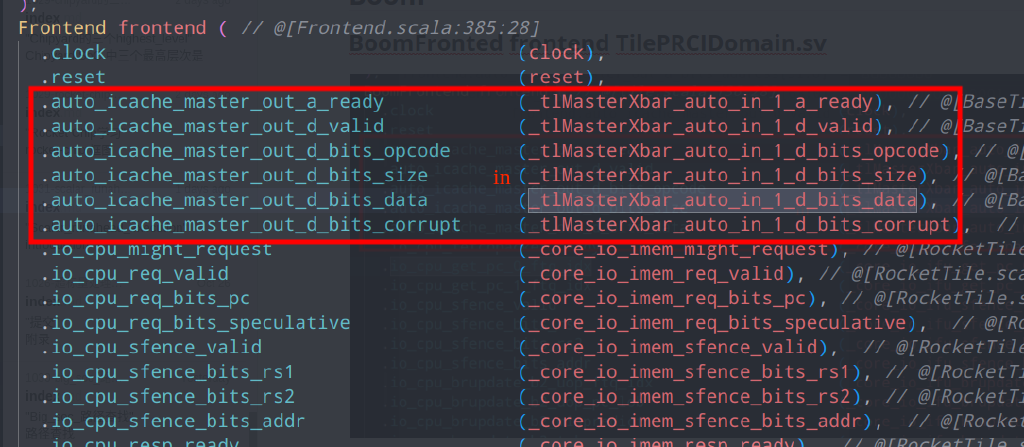 );
Frontend frontend ( // @[Frontend.scala:385:28]
.clock (clock),
.reset (reset),
.auto_icache_master_out_a_ready (_tlMasterXbar_auto_in_1_a_ready), // @[BaseTi
.auto_icache_master_out_d_valid (_tlMasterXbar_auto_in_1_d_valid), // @[BaseTi
.auto_icache_master_out_d_bits_opcode (_tlMasterXbar_auto_in_1_d_bits_opcode), // @[B
.auto_icache_master_out_d_bits_size in (_tlMasterXbar_auto_in_1_d_bits_size), // @[Ba
.auto_icache_master_out_d_bits_data (_tlMasterXbar_auto_in_1_d_bits_data), // @[Ba
.auto_icache_master_out_d_bits_corrupt (_tlMasterXbar_auto_in_1_d_bits_corrupt), //
.io_cpu_might_request (_core_io_imem_might_request), // @[RocketTile
.io_cpu_req_valid (_core_io_imem_req_valid), // @[RocketTile.sca
.io_cpu_req_bits_pc (_core_io_imem_req_bits_pc), // @[RocketTile.s
.io_cpu_req_bits_speculative (_core_io_imem_req_bits_speculative), // @[Ro
.io_cpu_sfence_valid (_core_io_imem_sfence_valid), // @[RocketTile.
.io_cpu_sfence_bits_rs1 (_core_io_imem_sfence_bits_rs1), // @[RocketTi
.io_cpu_sfence_bits_rs2 (_core_io_imem_sfence_bits_rs2), // @[RocketTi
.io_cpu_sfence_bits_addr (_core_io_imem_sfence_bits_addr), // @[RocketT
.io_cpu_resp_ready (_core_io_imem_resp_ready), // @[RocketTile.s
Boom
BoomFronted frontend TilePRCIDomain.sv